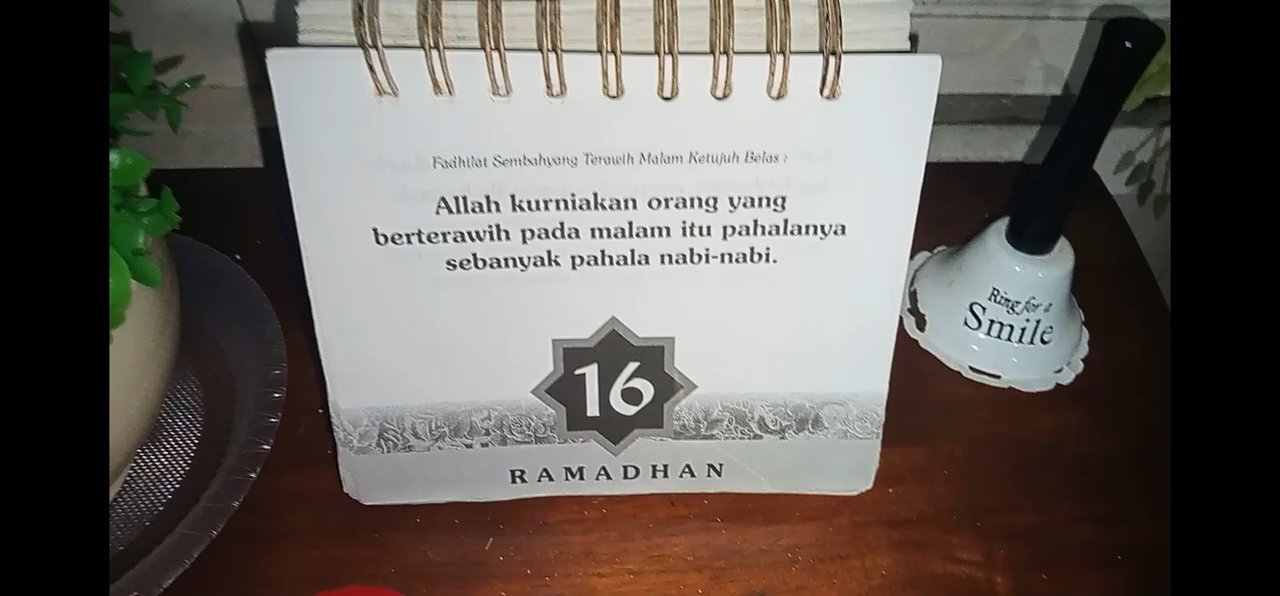 Fadhilat Sembahyang Terawih Malam Ketujuh Belas :
Allah kurniakan orang yang
berterawih pada malam itu pahalanya
sebanyak pahala nabi-nabi.
16
RAMADHAN
Ring for a
Smile